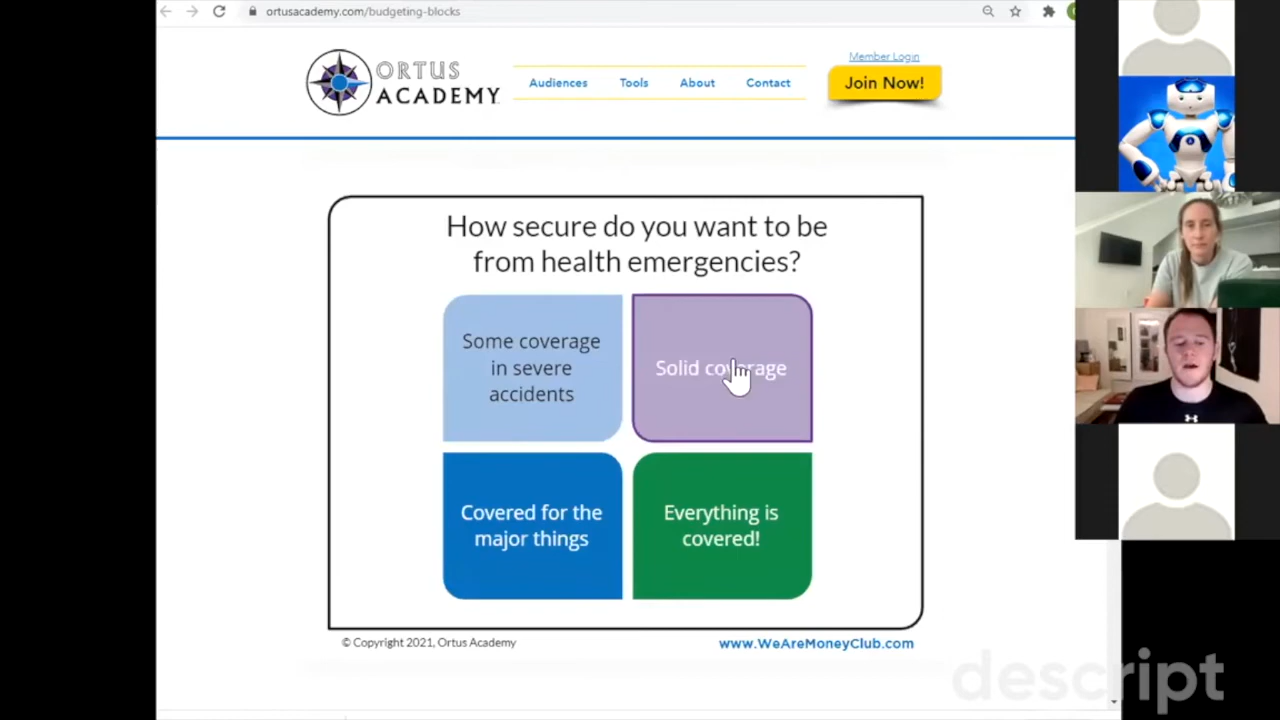 ortusacademy.com/budgeting-blocks
ORTUS
ACADEMY
Audiences
Tools
About
Contact
Member Login
Join Now!
How secure do you want to be
from health emergencies?
Some coverage
in severe
accidents
Solid coverage
Covered for the
major things
Everything is
covered!
© Copyright 2021, Ortus Academy
www.WeAreMoneyClub.com
descript